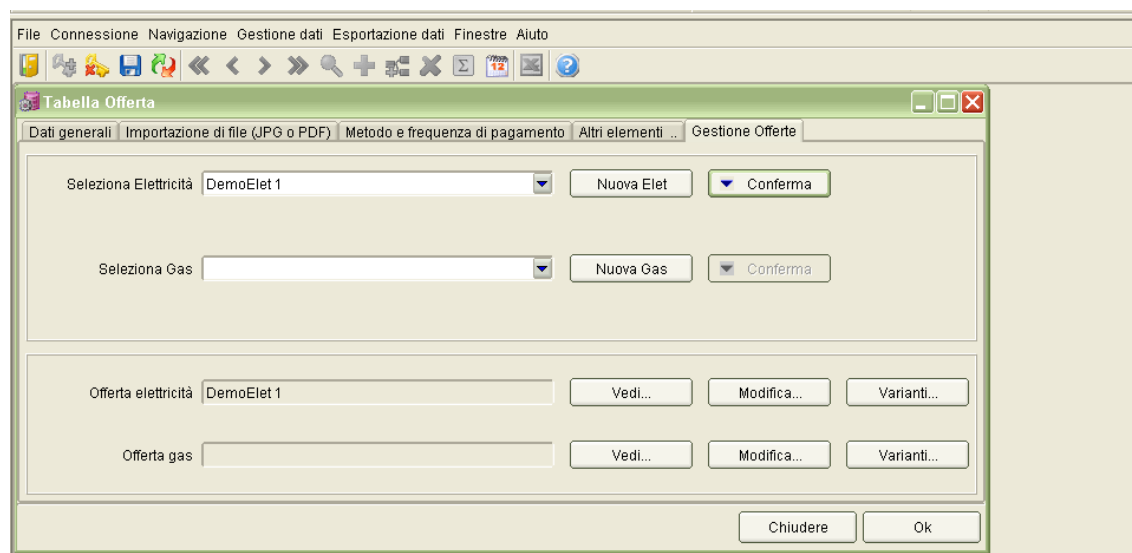 File Connessione Navigazione Gestione dati Esportazione dati Finestre Aiuto
12
Tabella Offerta
Dati generali Importazione di file (JPG o PDF) Metodo e frequenza di pagamento Altri elementi .. Gestione Offerte
Seleziona Elettricità DemoElet 1 Nuova Elet Conferma
Seleziona Gas Nuova Gas Conferma
Offerta elettricità DemoElet 1 Vedi... Modifica... Varianti...
Offerta gas Vedi... Modifica... Varianti...
Chiudere Ok